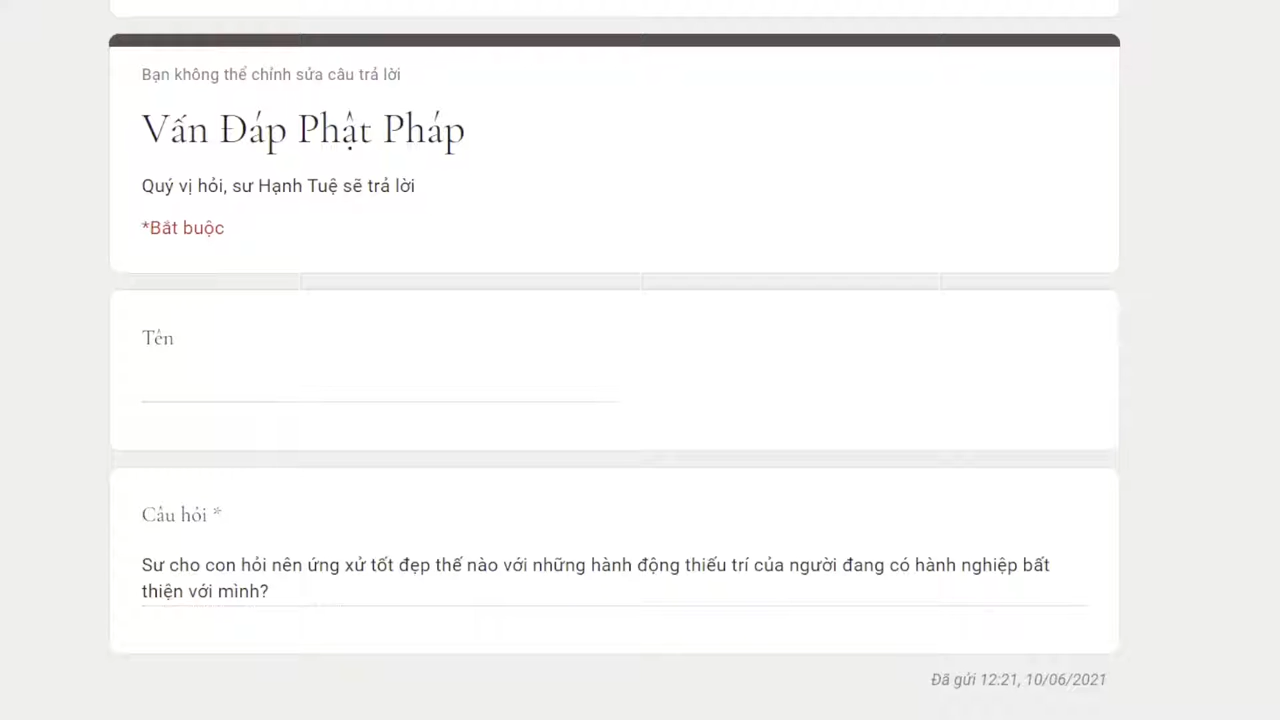 Bạn không thể chỉnh sửa câu trả lời
Vấn Đáp Phật Pháp
Quý vị hỏi, sư Hạnh Tuệ sẽ trả lời
*Bắt buộc
Tên
Câu hỏi *
Sư cho con hỏi nên ứng xử tốt đẹp thế nào với những hành động thiếu trí của người đang có hành nghiệp bất
thiện với mình?
Đã gửi 12:21, 10/06/2021